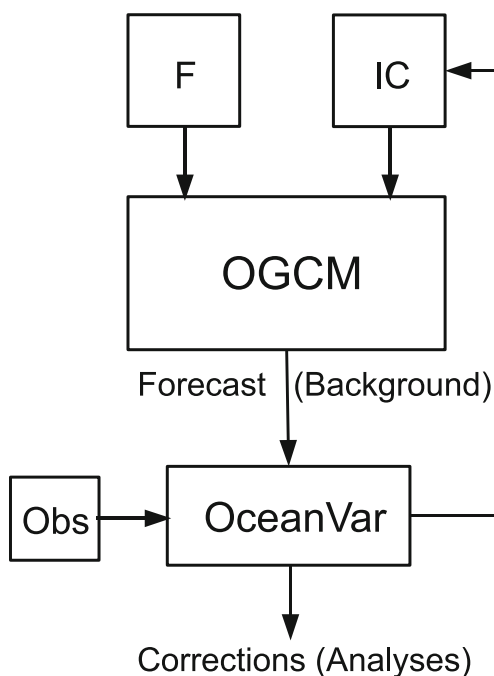 F
IC
OGCM
Forecast (Background)
Obs
OceanVar
Corrections (Analyses)